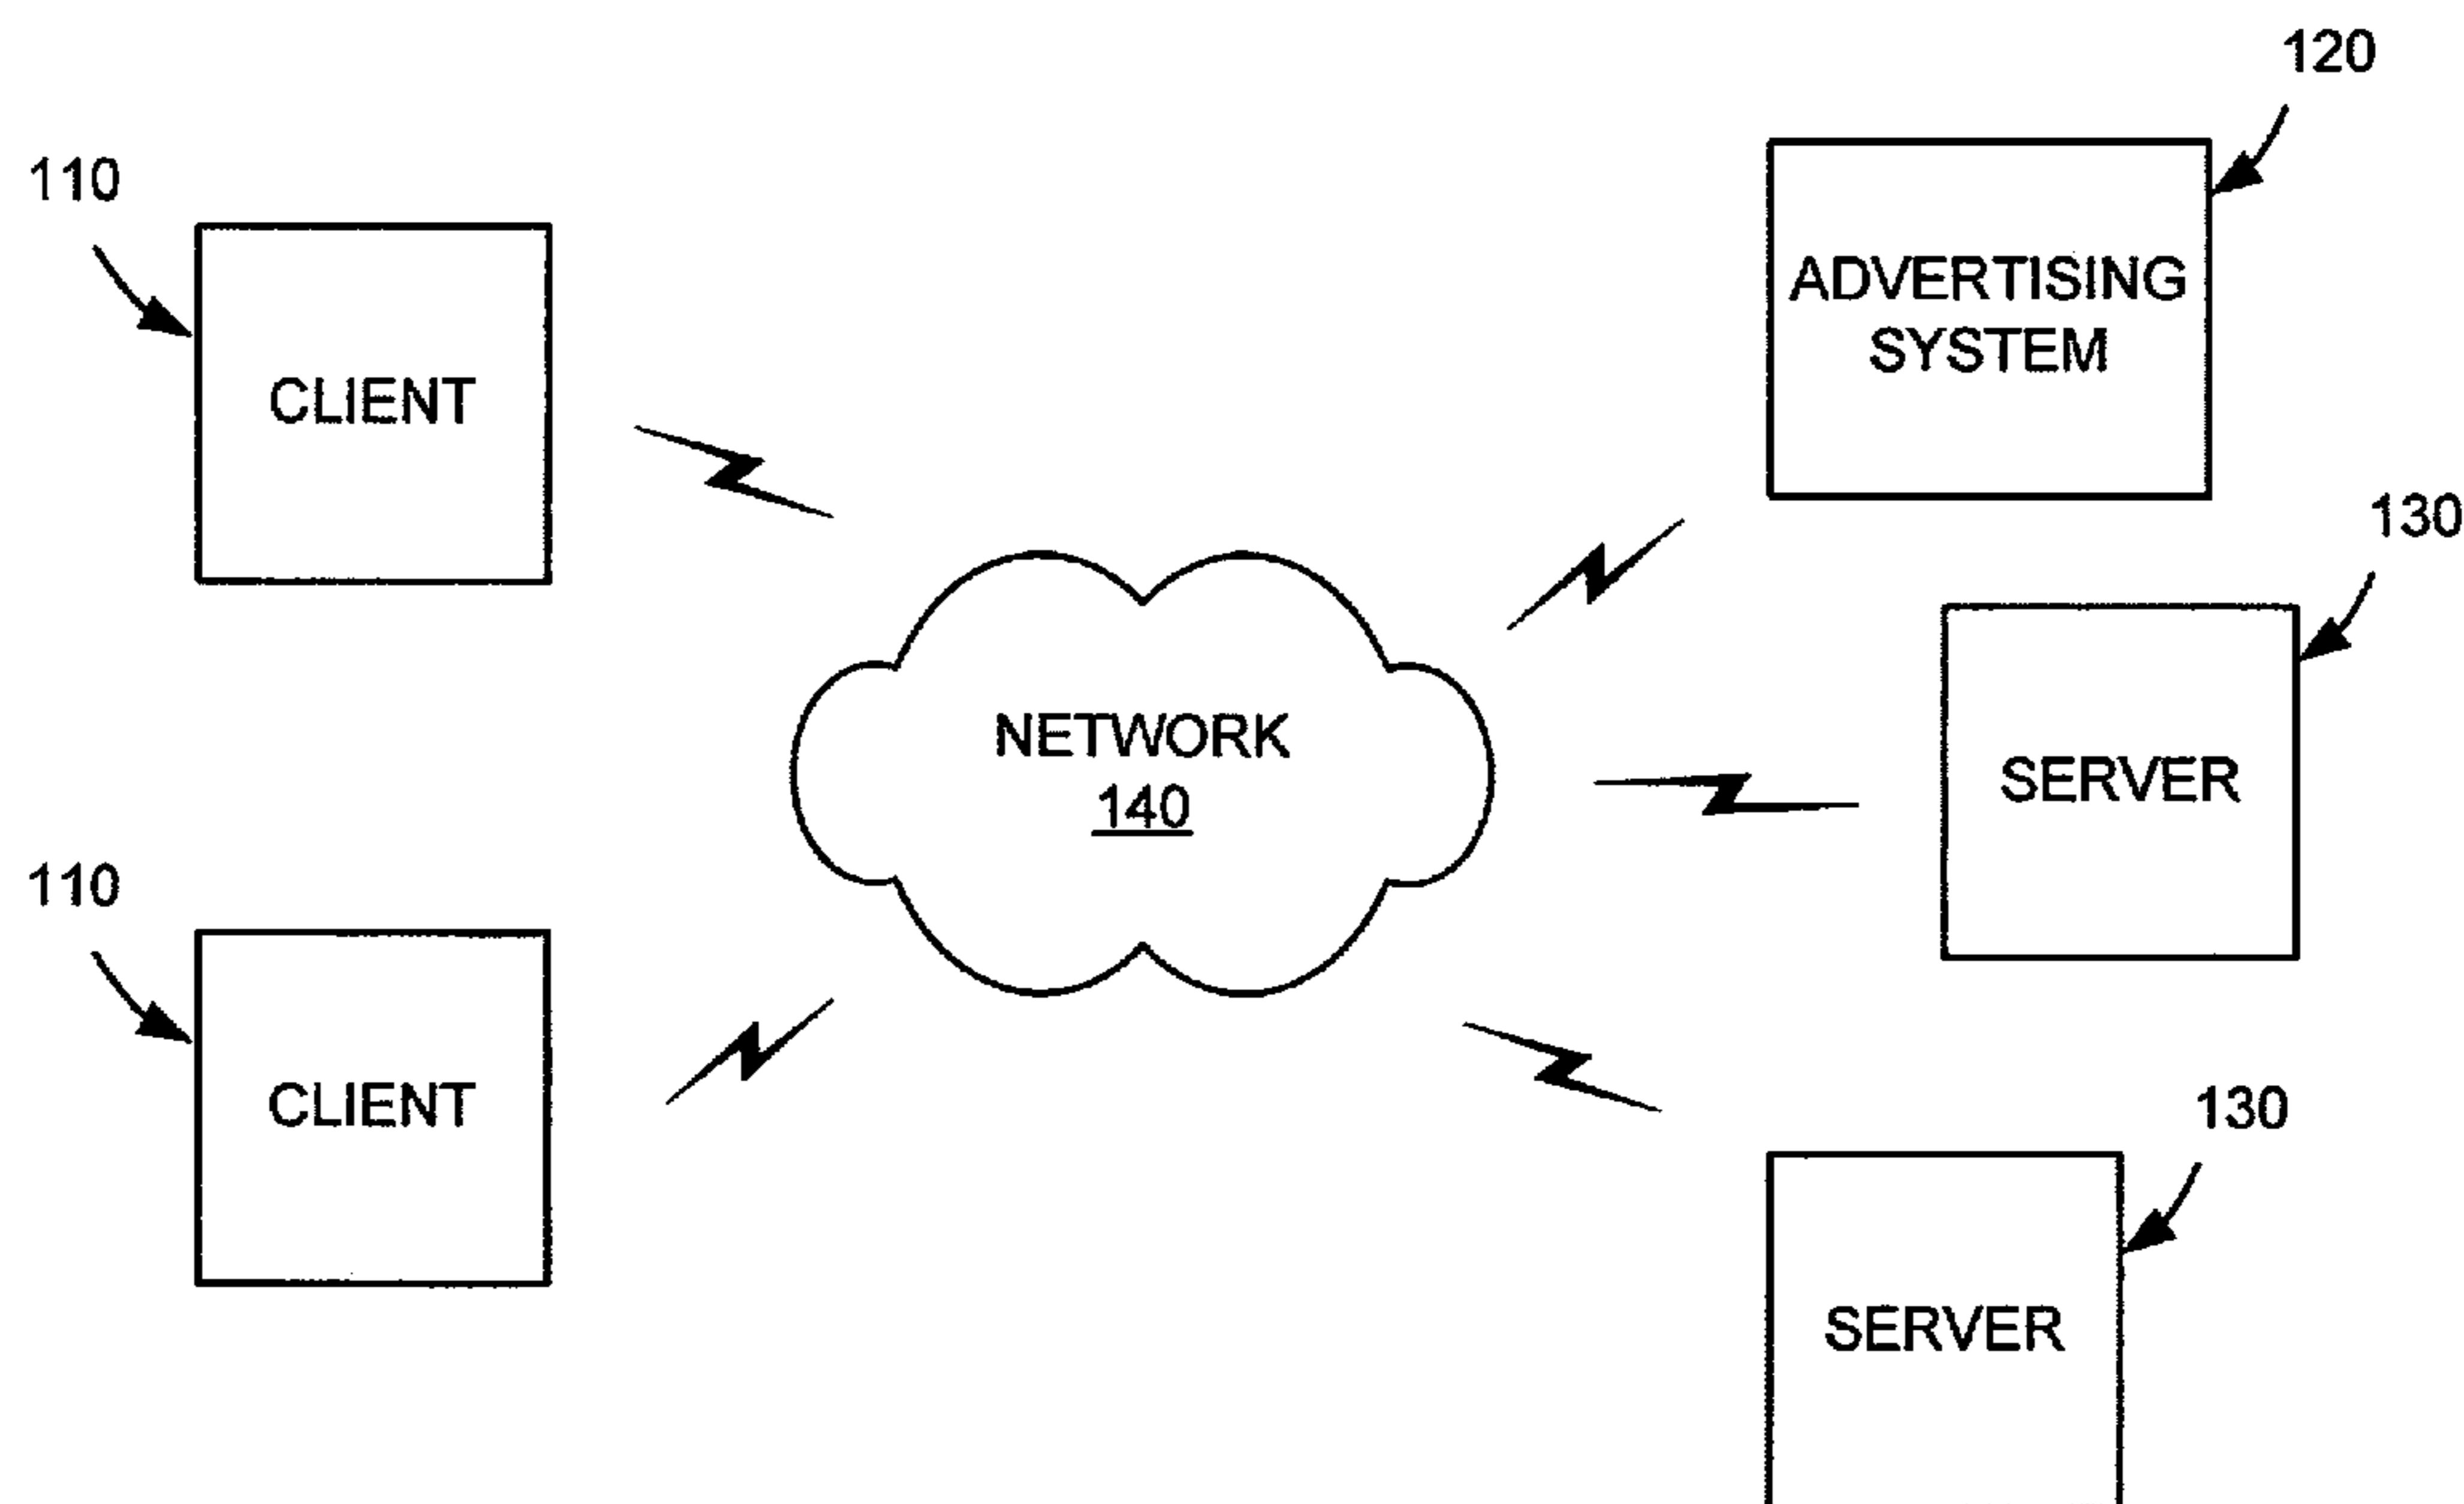 120
110
ADVERTISING
SYSTEM
CLIENT
130
NETWORK
140
SERVER
110
CLIENT
130
SERVER